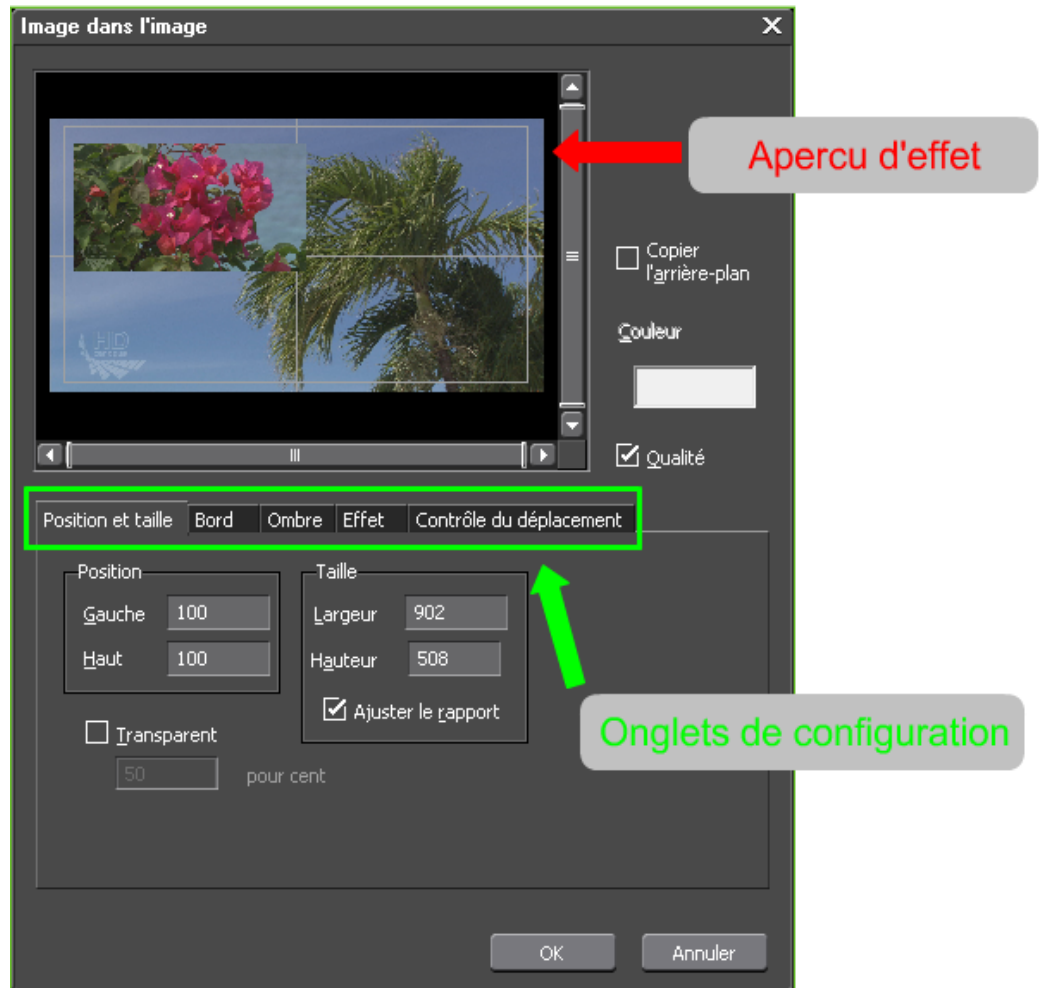 Image dans l'image
Apercu d'effet
HD
Copier
l'arrière-plan
Couleur
Qualité
Position et taille Bord Ombre Effet Contrôle du déplacement
Position Taille
Gauche 100 Largeur 902
Haut 100 Hauteur 508
Ajuster le rapport
Transparent
Onglets de configuration
50 pour cent
OK Annuler